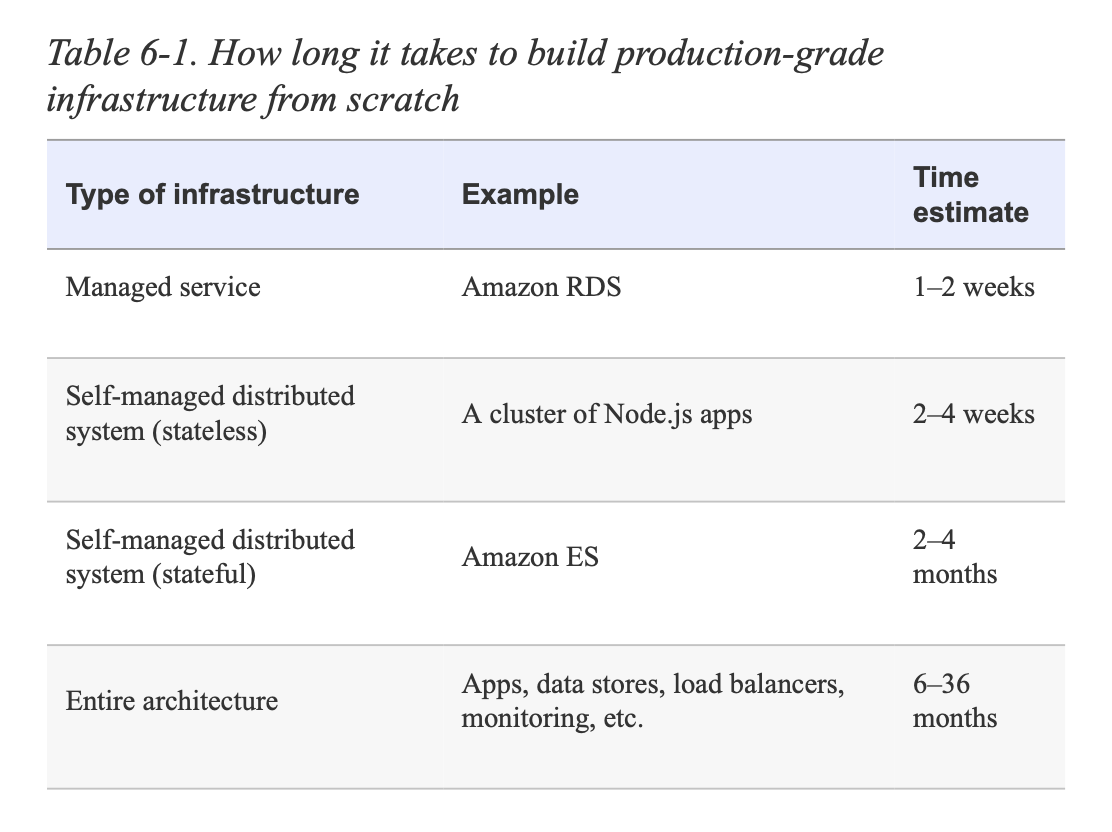 Table 6-1. How long it takes to build production-grade
infrastructure from scratch
Type of infrastructure
Example
Time
estimate
Managed service
Amazon RDS
1–2 weeks
Self-managed distributed
system (stateless)
A cluster of Node.js apps
2–4 weeks
Self-managed distributed
system (stateful)
Amazon ES
2–4
months
Entire architecture
Apps, data stores, load balancers,
monitoring, etc.
6–36
months